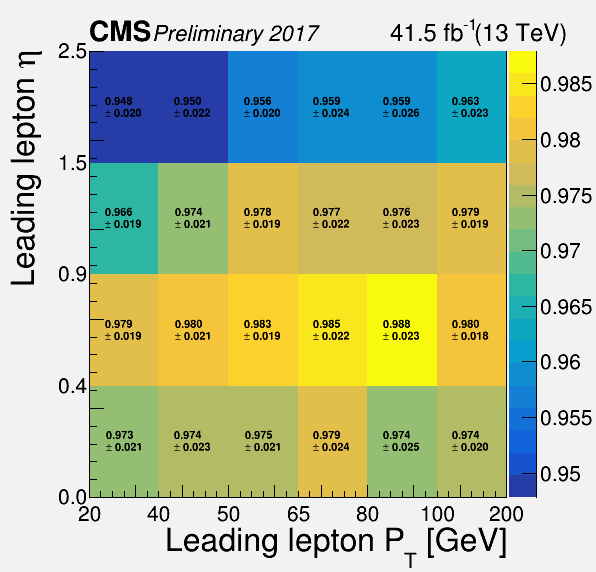 CMS Preliminary 2017 41.5 fb-1(13 TeV)
Leading lepton η
2.5
1.5
0.9
0.4
0.0
0.948 0.950 0.956 0.959 0.959 0.963
± 0.020 ± 0.022 ± 0.020 ± 0.024 ± 0.026 ± 0.023
0.966 0.974 0.978 0.977 0.976 0.979
± 0.019 ± 0.021 ± 0.019 ± 0.022 ± 0.023 ± 0.019
0.979 0.980 0.983 0.985 0.988 0.980
± 0.019 ± 0.021 ± 0.019 ± 0.022 ± 0.023 ± 0.018
0.973 0.974 0.975 0.979 0.974 0.974
± 0.021 ± 0.023 ± 0.021 ± 0.024 ± 0.025 ± 0.020
20 40 50 65 80 100 200
Leading lepton PT [GeV]
0.985
0.98
0.975
0.97
0.965
0.96
0.955
0.95